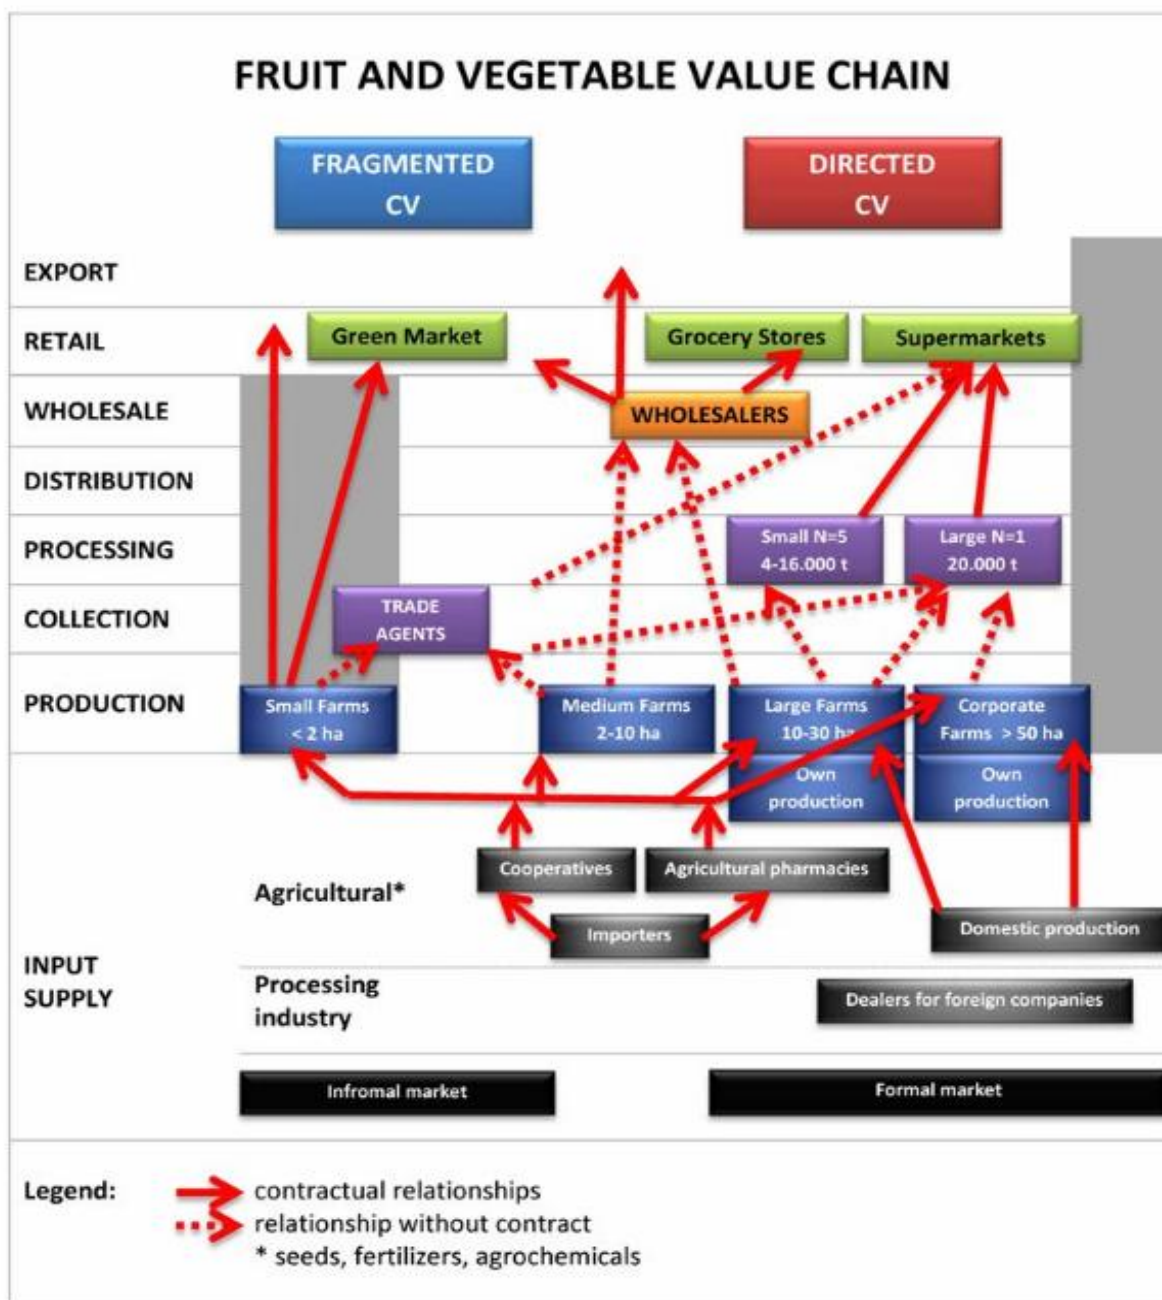 FRUIT AND VEGETABLE VALUE CHAIN
FRAGMENTED
CV
DIRECTED
CV
EXPORT
RETAIL
Green Market
Grocery Stores
Supermarkets
WHOLESALE
WHOLESALERS
DISTRIBUTION
PROCESSING
Small N=5
4-16.000 t
Large N=1
20.000 t
COLLECTION
TRADE
AGENTS
PRODUCTION
Small Farms
< 2 ha
Medium Farms
2-10 ha
Large Farms
10-30 ha
Corporate
Farms > 50 ha
Own
production
Own
production
INPUT
SUPPLY
Agricultural*
Cooperatives
Agricultural pharmacies
Importers
Domestic production
Processing
industry
Dealers for foreign companies
Infromal market
Formal market
Legend:
contractual relationships
relationship without contract
* seeds, fertilizers, agrochemicals